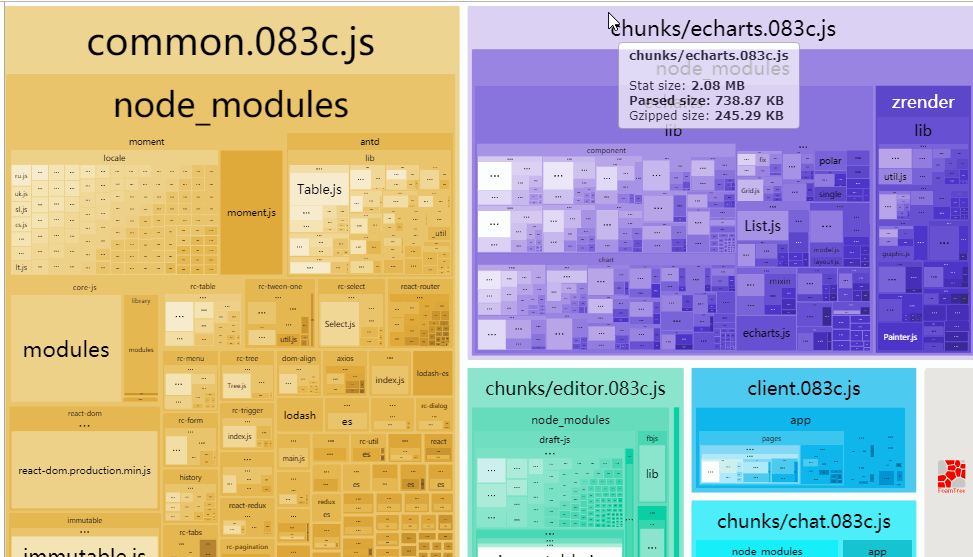 common.083c.js
node_modules
moment
antd
locale
lib
ru.js
uk.js
sl.js
cs.js
lt.js
moment.js
Table.js
_util
core-js
library
modules
modules
rc-table
rc-tween-one
rc-select
react-router
util.js
Select.js
rc-menu
rc-tree
dom-align
axios
Tree.js
index.js
lodash-es
react-dom
...
react-dom.production.min.js
rc-form
rc-trigger
index.js
lodash
es
rc-dialog
main.js
rc-util
react
es
history
es
es
es
react-redux
redux
es
immutable
immutable.js
rc-tabs
rc-pagination
chunks/echarts.083c.js
node_modules
chunks/echarts.083c.js
Stat size: 2.08 MB
Parsed size: 738.87 KB
Gzipped size: 245.29 KB
lib
component
fix
polar
Grid.js
single
List.js
model.js
layout.js
chart
mixin
echarts.js
zrender
lib
util.js
graphic.js
Painter.js
chunks/editor.083c.js
node_modules
draft-js
fbjs
lib
client.083c.js
app
pages
chunks/chat.083c.js
node_modules
app
FoamTree